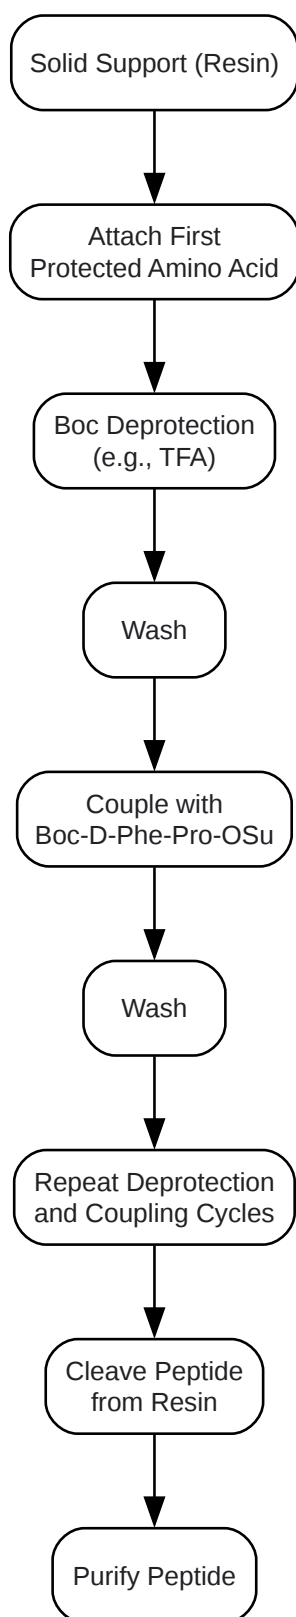 Solid Support (Resin)
Attach First
Protected Amino Acid
Boc Deprotection
(e.g., TFA)
Wash
Couple with
Boc-D-Phe-Pro-OSu
Wash
Repeat Deprotection
and Coupling Cycles
Cleave Peptide
from Resin
Purify Peptide